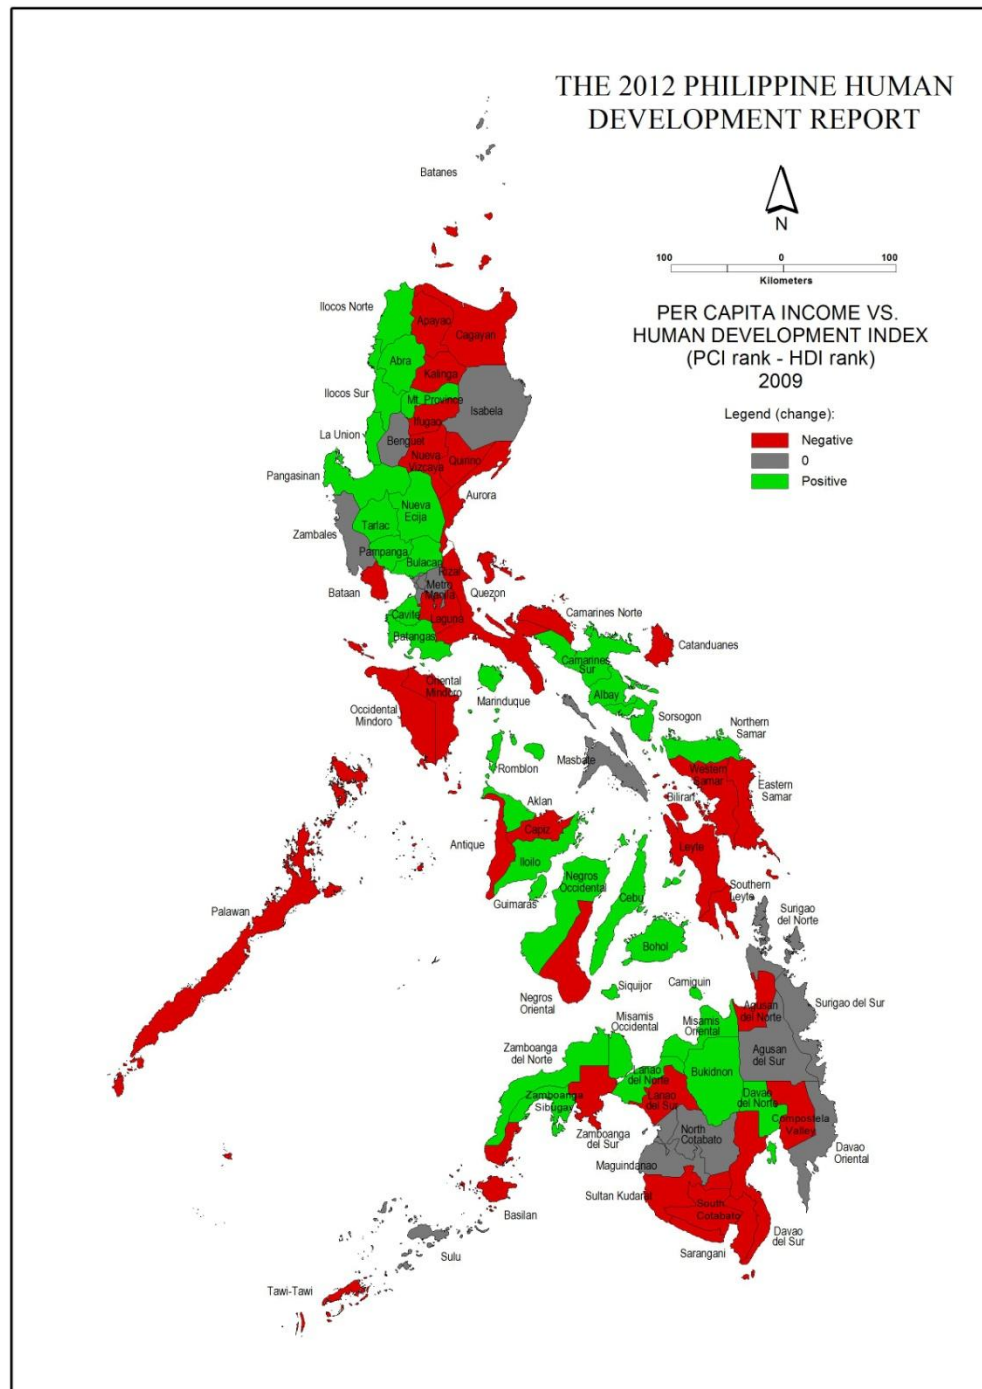 THE 2012 PHILIPPINE HUMAN
DEVELOPMENT REPORT
N
100 0 100
Kilometers
PER CAPITA INCOME VS.
HUMAN DEVELOPMENT INDEX
(PCI rank - HDI rank)
2009
Legend (change):
Negative
0
Positive
Batanes
Ilocos Norte
Apayao
Cagayan
Abra
Kalinga
Ilocos Sur
Mt. Province
Isabela
Ifugao
La Union
Benguet
Nueva
Vizcaya
Quirino
Pangasinan
Aurora
Nueva
Ecija
Tarlac
Zambales
Pampanga
Bulacan
Rizal
Metro
Manila
Bataan
Quezon
Cavite
Laguna
Batangas
Camarines Norte
Catanduanes
Camarines
Sur
Oriental
Mindoro
Marinduque
Albay
Occidental
Mindoro
Sorsogon
Northern
Samar
Romblon
Masbate
Western
Samar
Eastern
Samar
Biliran
Aklan
Capiz
Antique
Leyte
Iloilo
Negros
Occidental
Southern
Leyte
Guimaras
Cebu
Palawan
Surigao
del Norte
Bohol
Siquijor
Camiguin
Negros
Oriental
Surigao del Sur
Agusan
del Norte
Misamis
Occidental
Misamis
Oriental
Zamboanga
del Norte
Agusan
del Sur
Lanao
del Norte
Bukidnon
Zamboanga
Sibugay
Lanao
del Sur
Davao
del Norte
Compostela
Valley
Zamboanga
del Sur
North
Cotabato
Davao
Oriental
Maguindanao
Sultan Kudarat
South
Cotabato
Basilan
Davao
del Sur
Sarangani
Sulu
Tawi-Tawi